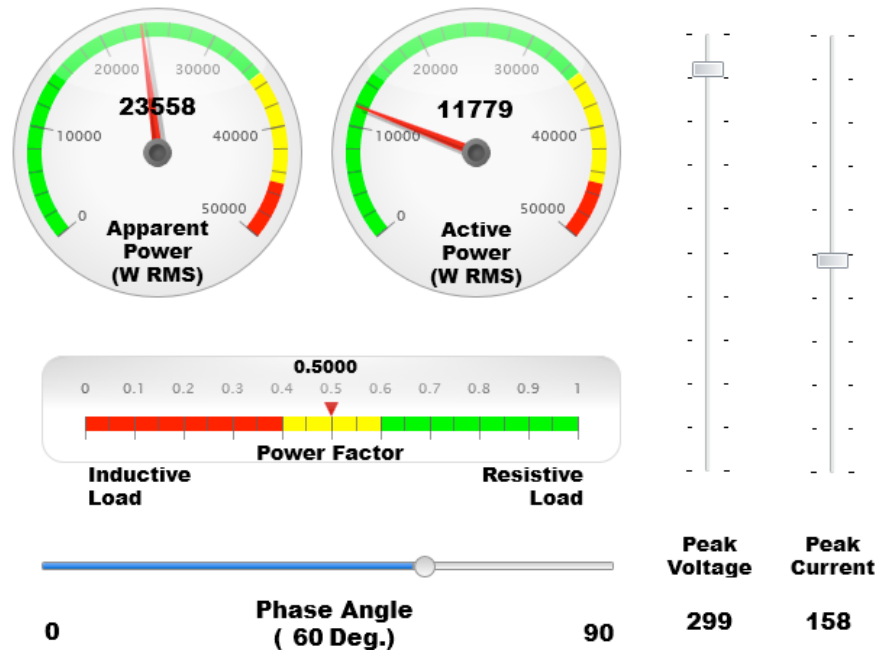 0
10000
20000
30000
40000
50000
23558
Apparent
Power
(W RMS)
0
10000
20000
30000
40000
50000
11779
Active
Power
(W RMS)
0.5000
0 0.1 0.2 0.3 0.4 0.5 0.6 0.7 0.8 0.9 1
Power Factor
Inductive
Load
Resistive
Load
Phase Angle
( 60 Deg.)
0
90
Peak
Voltage
299
Peak
Current
158